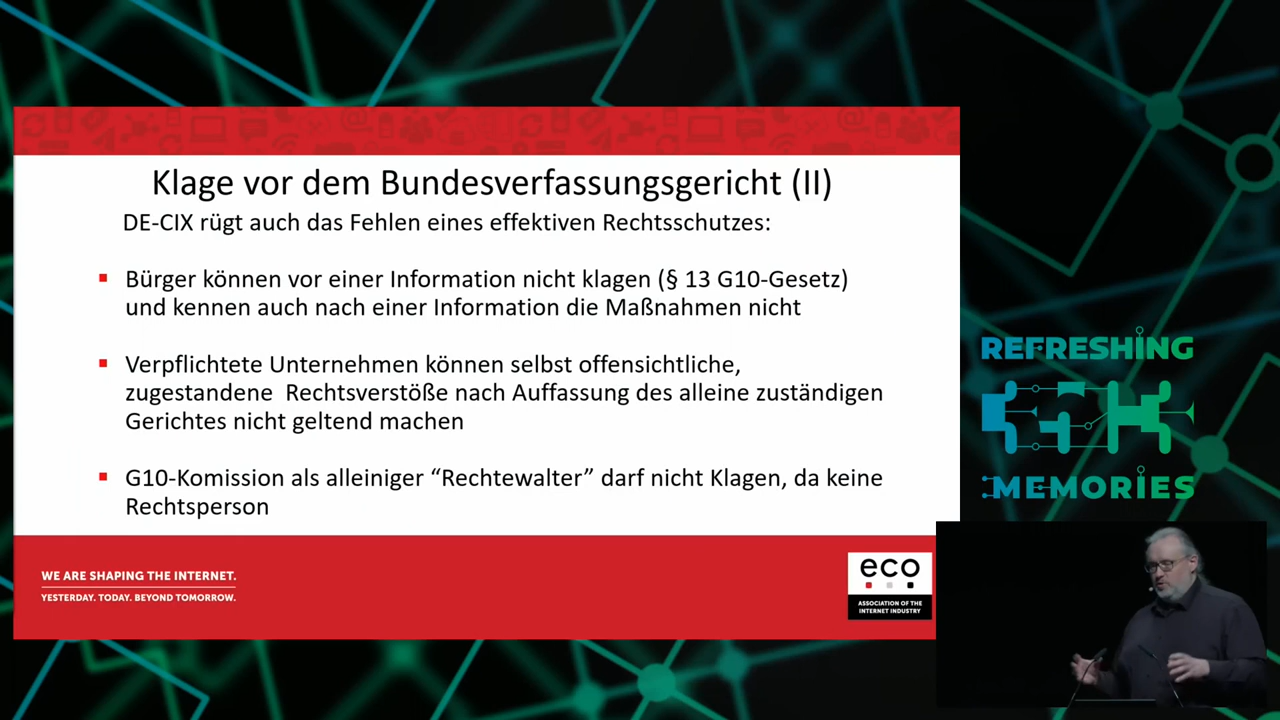 Klage vor dem Bundesverfassungsgericht (II)
DE-CIX rügt auch das Fehlen eines effektiven Rechtsschutzes:
Bürger können vor einer Information nicht klagen (§ 13 G10-Gesetz)
und kennen auch nach einer Information die Maßnahmen nicht
Verpflichtete Unternehmen können selbst offensichtliche,
zugestandene  Rechtsverstöße nach Auffassung des alleine zuständigen
Gerichtes nicht geltend machen
G10-Komission als alleiniger “Rechtewalter” darf nicht Klagen, da keine
Rechtsperson
WE ARE SHAPING THE INTERNET.
YESTERDAY. TODAY. BEYOND TOMORROW.
eco
ASSOCIATION OF THE
INTERNET INDUSTRY
REFRESHING
MEMORIES